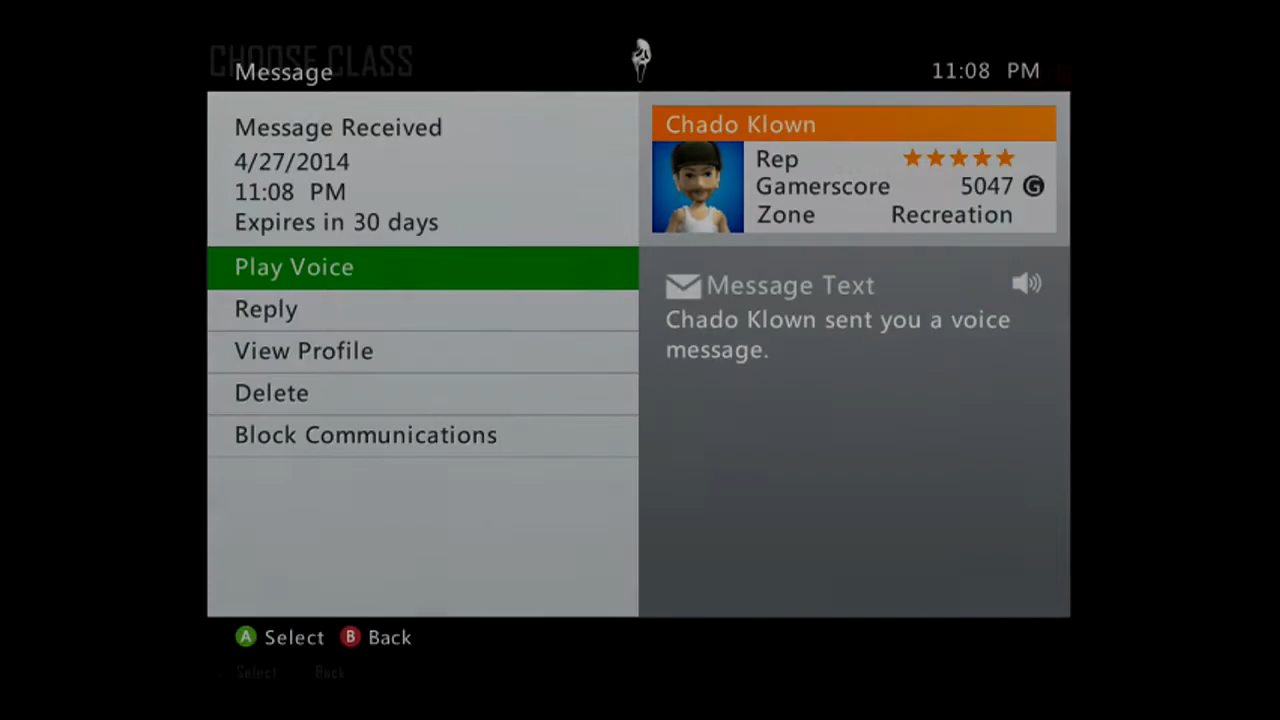 CHOOSE CLASS
Message
11:08 PM
Message Received
4/27/2014
11:08 PM
Expires in 30 days
Play Voice
Reply
View Profile
Delete
Block Communications
Chado Klown
Rep
Gamerscore 5047 G
Zone Recreation
Message Text
Chado Klown sent you a voice
message.
A Select B Back
Select Back